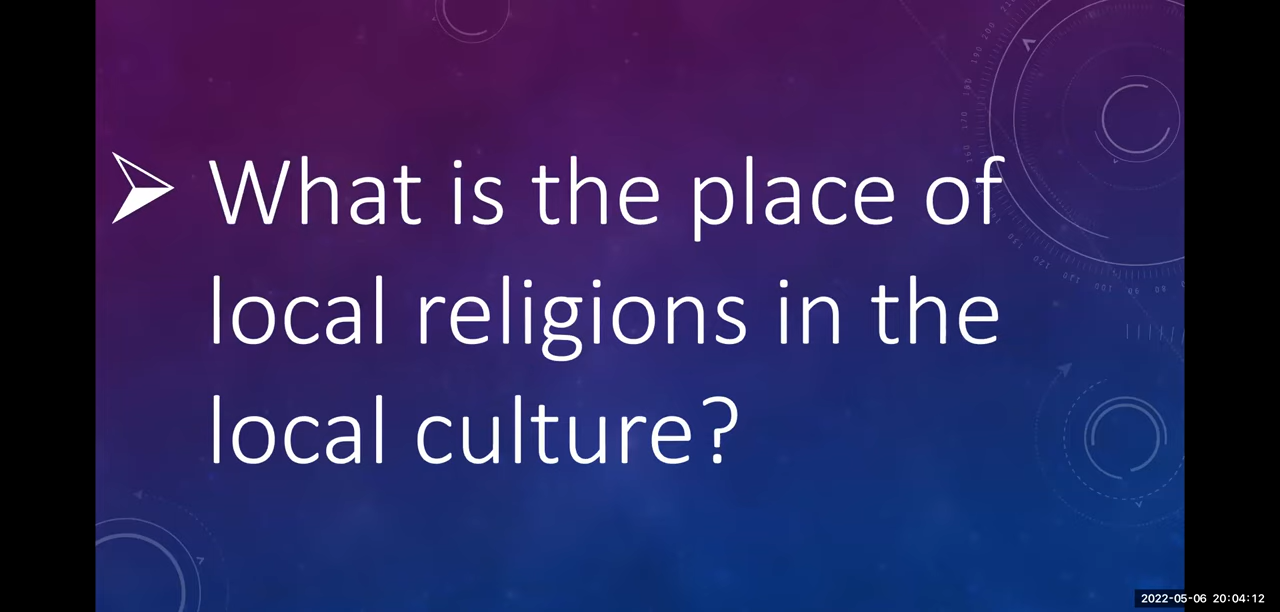 What is the place of
local religions in the
local culture?
2022-05-06 20:04:12